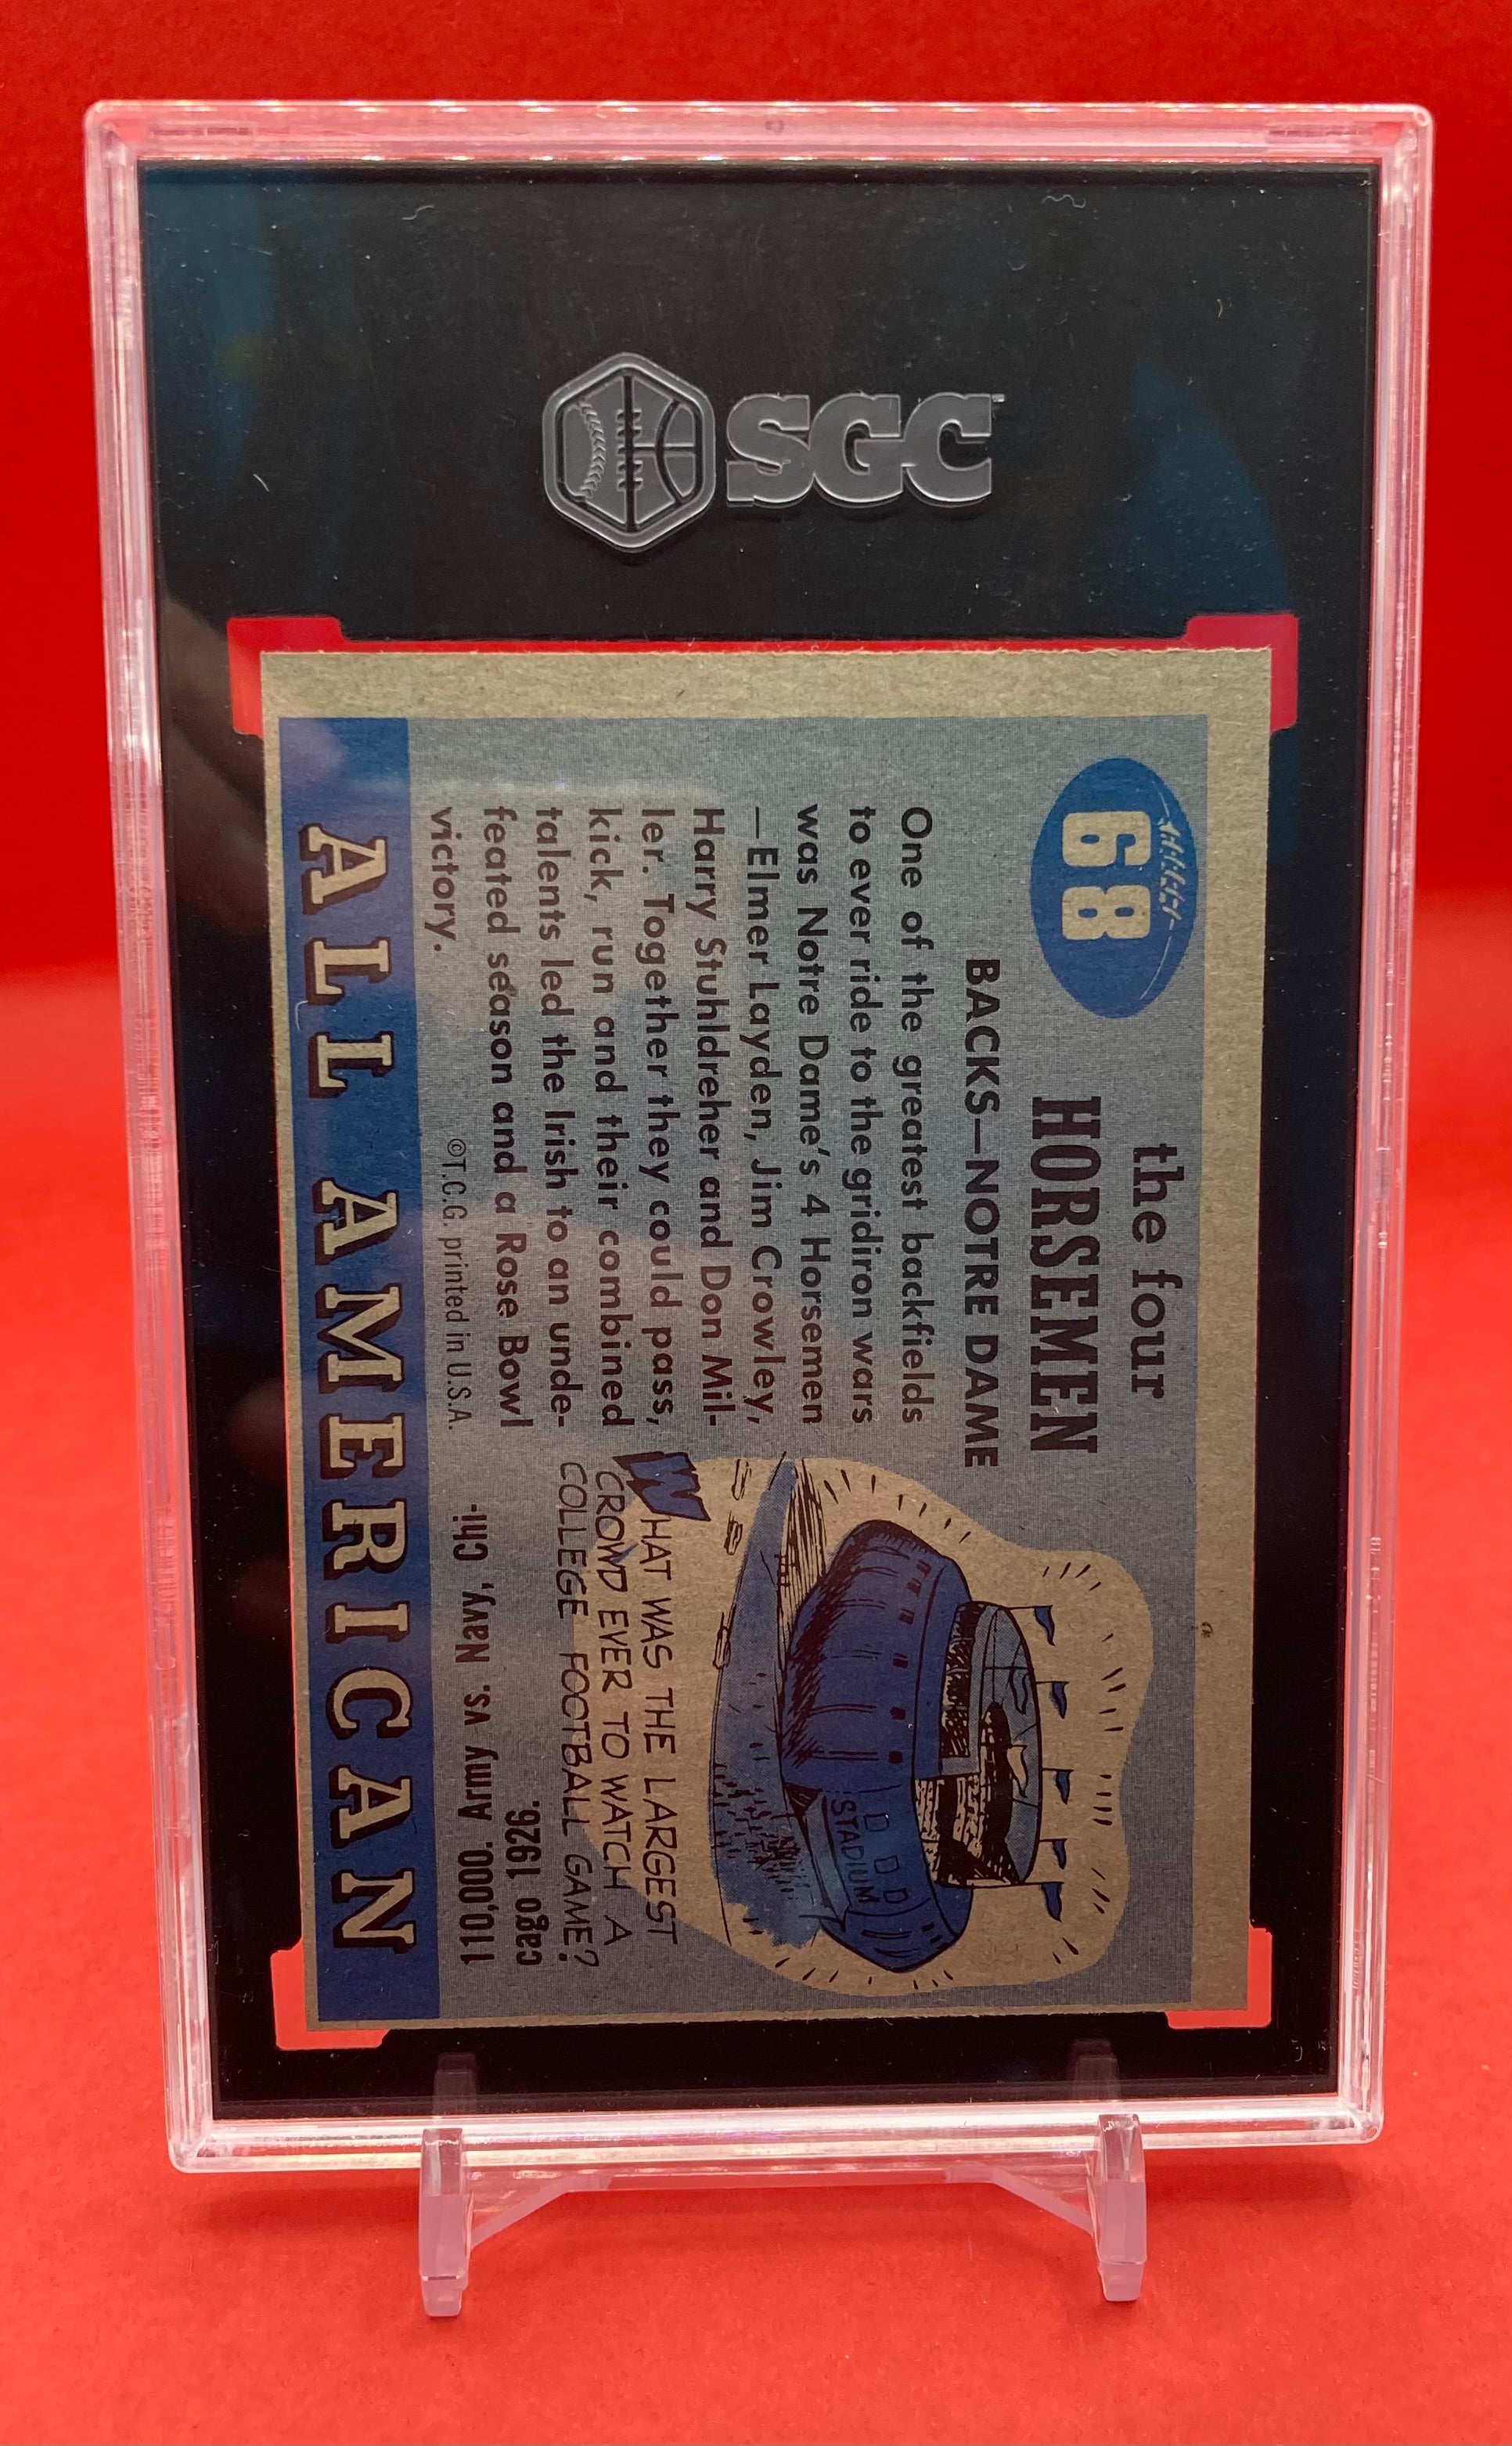 SGC
68
the four
HORSEMEN
BACKS—NOTRE DAME
One of the greatest backfields
to ever ride to the gridiron wars
was Notre Dame's 4 Horsemen
—Elmer Layden, Jim Crowley,
Harry Stuhldreher and Don Mil-
ler. Together they could pass,
kick, run and their combined
talents led the Irish to an unde-
feated season and a Rose Bowl
victory.
©T.C.G. printed in U.S.A.
STADIUM
WHAT WAS THE LARGEST
CROWD EVER TO WATCH A
COLLEGE FOOTBALL GAME?
110,000. Army vs. Navy, Chi-
cago 1926.
ALL AMERICAN